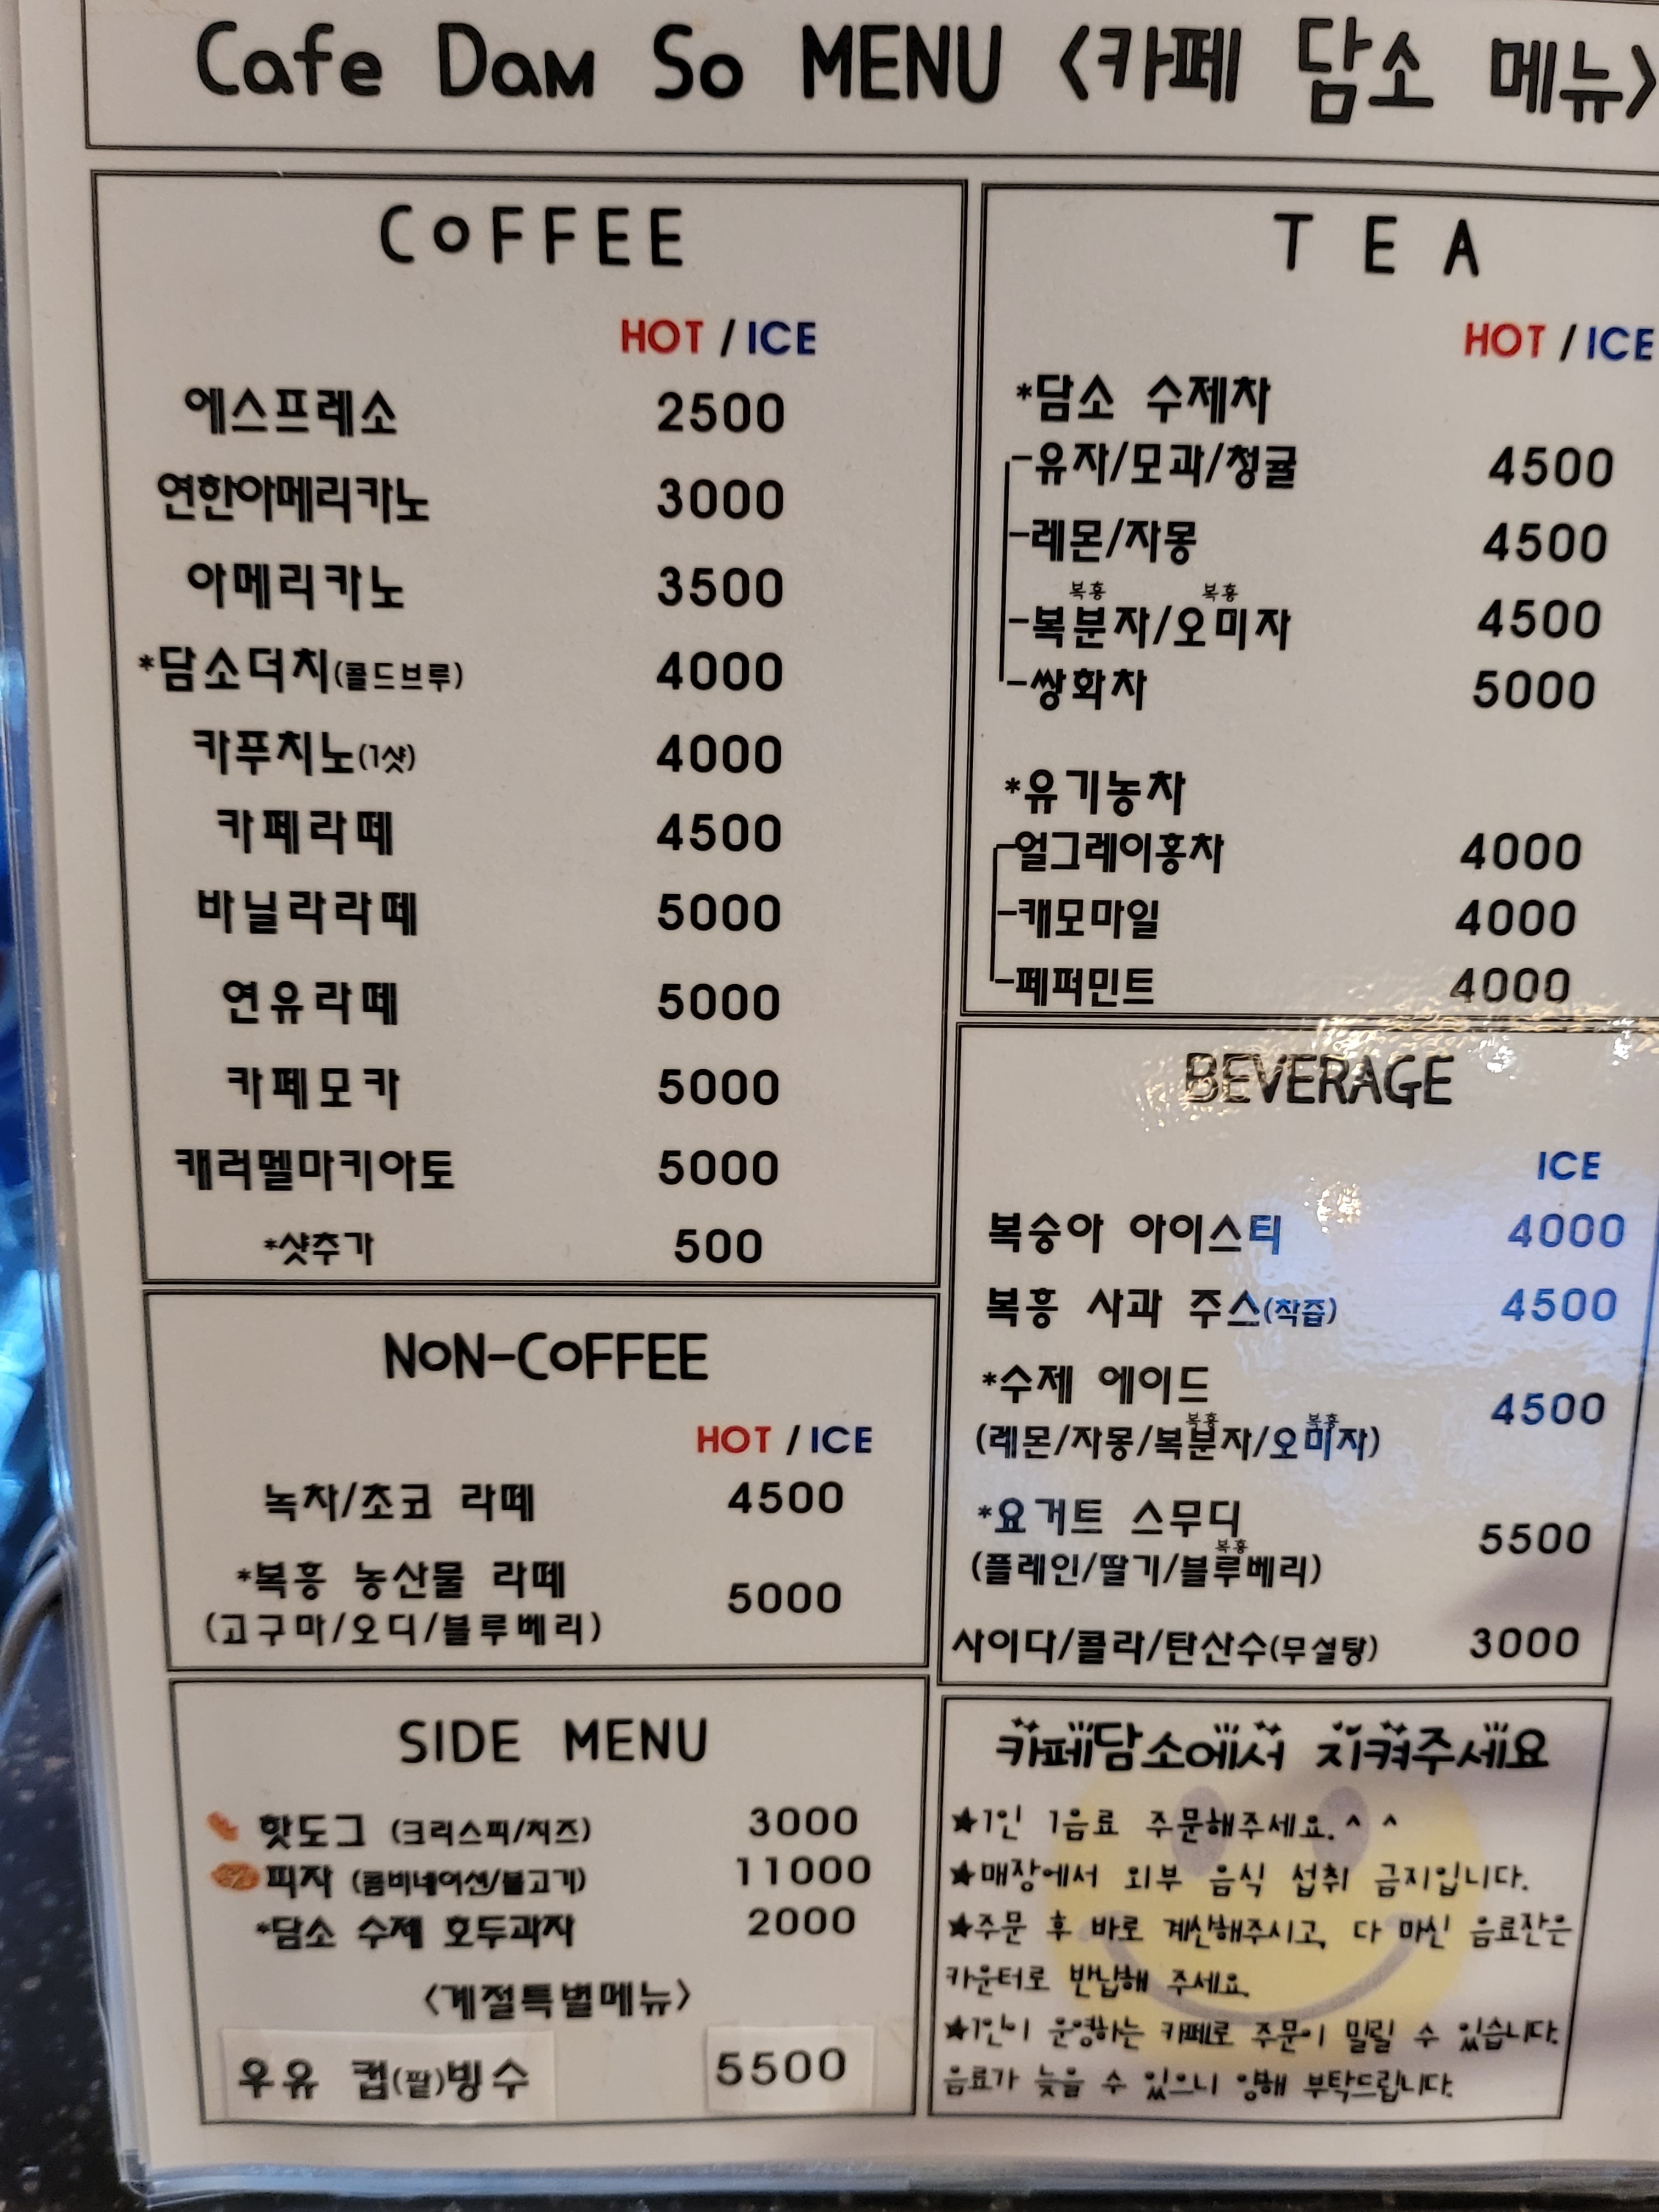 Cafe Dam So MENU <카페 담소 메뉴>
COFFEE
HOT / ICE
에스프레소 2500
연한아메리카노 3000
아메리카노 3500
*담소더치(콜드브루) 4000
카푸치노(1샷) 4000
카페라떼 4500
바닐라라떼 5000
연유라떼 5000
카페모카 5000
캐러멜마키아토 5000
*샷추가 500
NON-COFFEE
HOT / ICE
녹차/초코 라떼 4500
*복흥 농산물 라떼 5000
(고구마/오디/블루베리)
SIDE MENU
핫도그 (크리스피/치즈) 3000
피자 (콤비네이션/불고기) 11000
*담소 수제 호두과자 2000
<계절특별메뉴>
우유 컵(팥)빙수 5500
TEA
HOT / ICE
*담소 수제차
-유자/모과/청귤 4500
-레몬/자몽 4500
복흥 복흥
-복분자/오미자 4500
-쌍화차 5000
*유기농차
-얼그레이홍차 4000
-캐모마일 4000
-페퍼민트 4000
BEVERAGE
ICE
복숭아 아이스티 4000
복흥 사과 주스(착즙) 4500
*수제 에이드 4500
복흥 복흥
(레몬/자몽/복분자/오미자)
*요거트 스무디 5500
복흥
(플레인/딸기/블루베리)
사이다/콜라/탄산수(무설탕) 3000
카페담소에서 지켜주세요
★1인 1음료 주문해주세요.^ ^
★매장에서 외부 음식 섭취 금지입니다.
★주문 후 바로 계산해주시고, 다 마신 음료잔은
카운터로 반납해 주세요.
★1인이 운영하는 카페로 주문이 밀릴 수 있습니다.
음료가 늦을 수 있으니 양해 부탁드립니다.